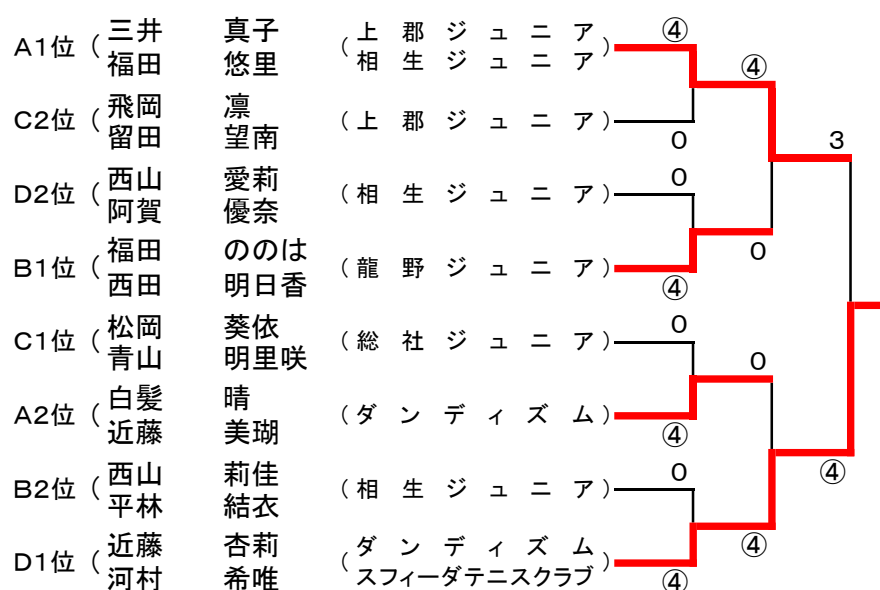 三井 真子 (上郡ジュニア) ④
A1位 (
福田 悠里 相生ジュニア ④
飛岡 凛
C2位 ( (上郡ジュニア)
留田 望南 0 3
西山 愛莉 0
D2位 ( (相生ジュニア)
阿賀 優奈
福田 ののは 0
B1位 ( (龍野ジュニア)
西田 明日香 ④
松岡 葵依 0
C1位 ( (総社ジュニア)
青山 明里咲 0
白髪 晴
A2位 ( (ダンディズム)
近藤 美瑚 ④
西山 莉佳 0 ④
B2位 ( (相生ジュニア)
平林 結衣
近藤 杏莉 (ダンディズム ④
D1位 (
河村 希唯 スフィーダテニスクラブ) ④